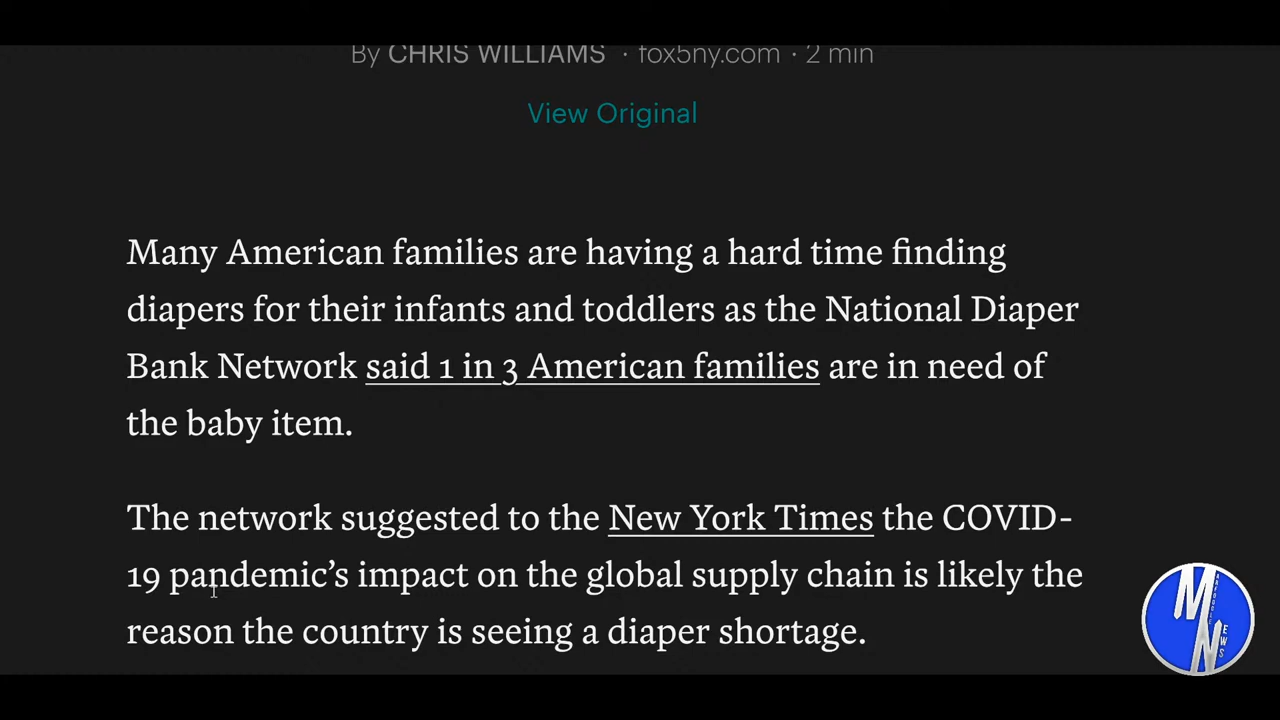 By CHRIS WILLIAMS · fox5ny.com · 2 min
View Original
Many American families are having a hard time finding
diapers for their infants and toddlers as the National Diaper
Bank Network said 1 in 3 American families are in need of
the baby item.
The network suggested to the New York Times the COVID-
19 pandemic’s impact on the global supply chain is likely the
reason the country is seeing a diaper shortage.